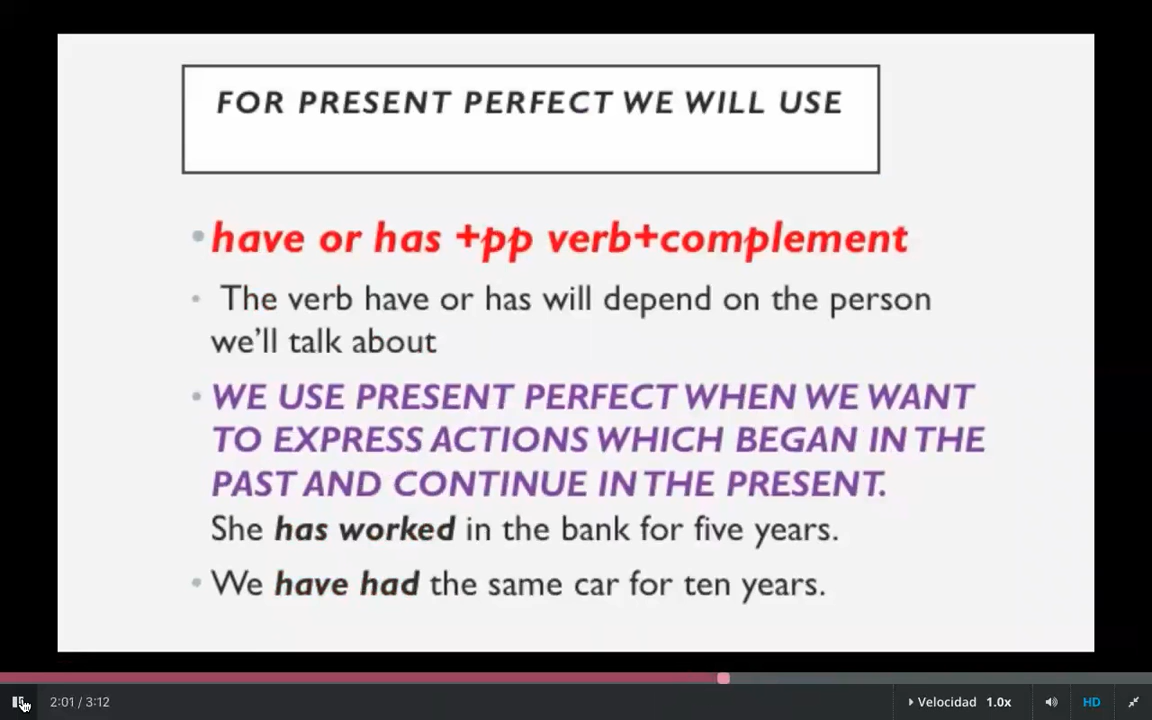 FOR PRESENT PERFECT WE WILL USE
•have or has +pp verb+complement
• The verb have or has will depend on the person
we'll talk about
• WE USE PRESENT PERFECT WHEN WE WANT
TO EXPRESS ACTIONS WHICH BEGAN IN THE
PAST AND CONTINUE IN THE PRESENT.
She has worked in the bank for five years.
• We have had the same car for ten years.
2:01 / 3:12 Velocidad 1.0x HD